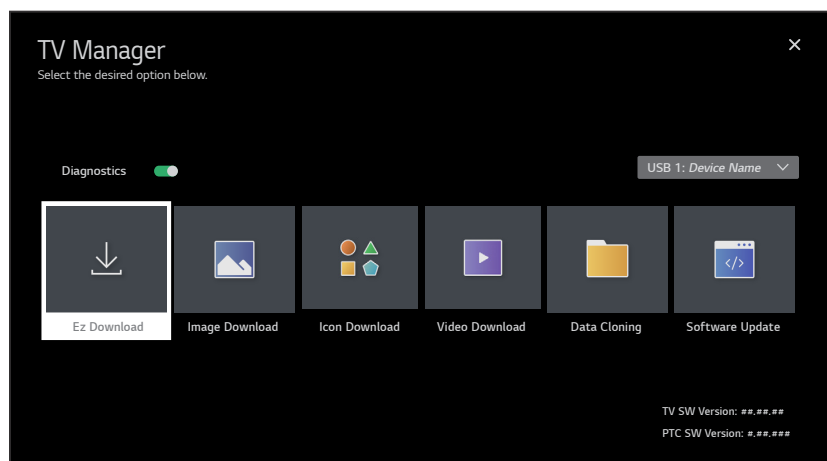 TV Manager
Select the desired option below.
Diagnostics
USB 1: Device Name
</>
Ez Download
Image Download
Icon Download
Video Download
Data Cloning
Software Update
TV SW Version: ##.##.##
PTC SW Version: #.##.###